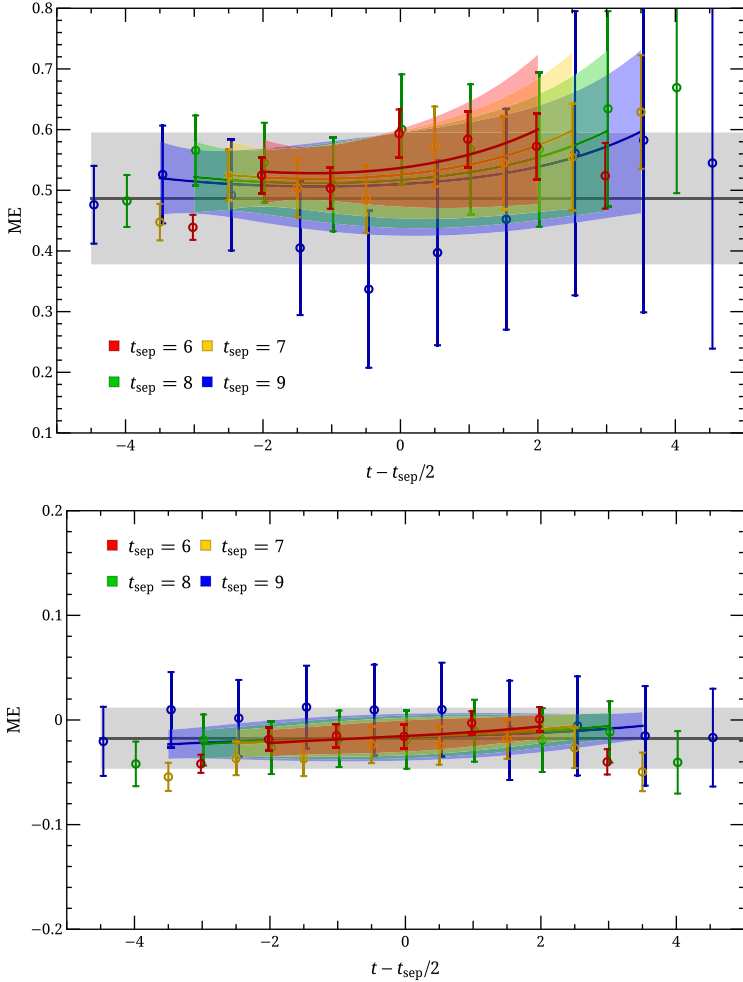 0.8
0.7
0.6
0.5
0.4
0.3
0.2
0.1
ME
t_sep = 6 t_sep = 7
t_sep = 8 t_sep = 9
−4 −2 0 2 4
t − t_sep/2
0.2
0.1
0
−0.1
−0.2
ME
t_sep = 6 t_sep = 7
t_sep = 8 t_sep = 9
−4 −2 0 2 4
t − t_sep/2